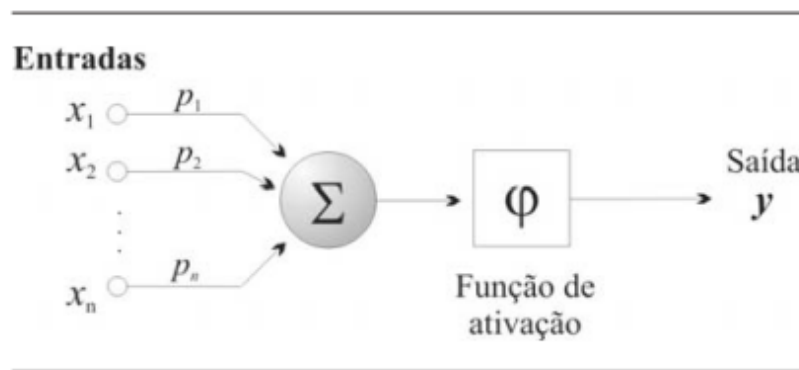 Entradas
x₁ p₁
x₂ p₂
xₙ pₙ
Σ
φ
Função de
ativação
Saída
y